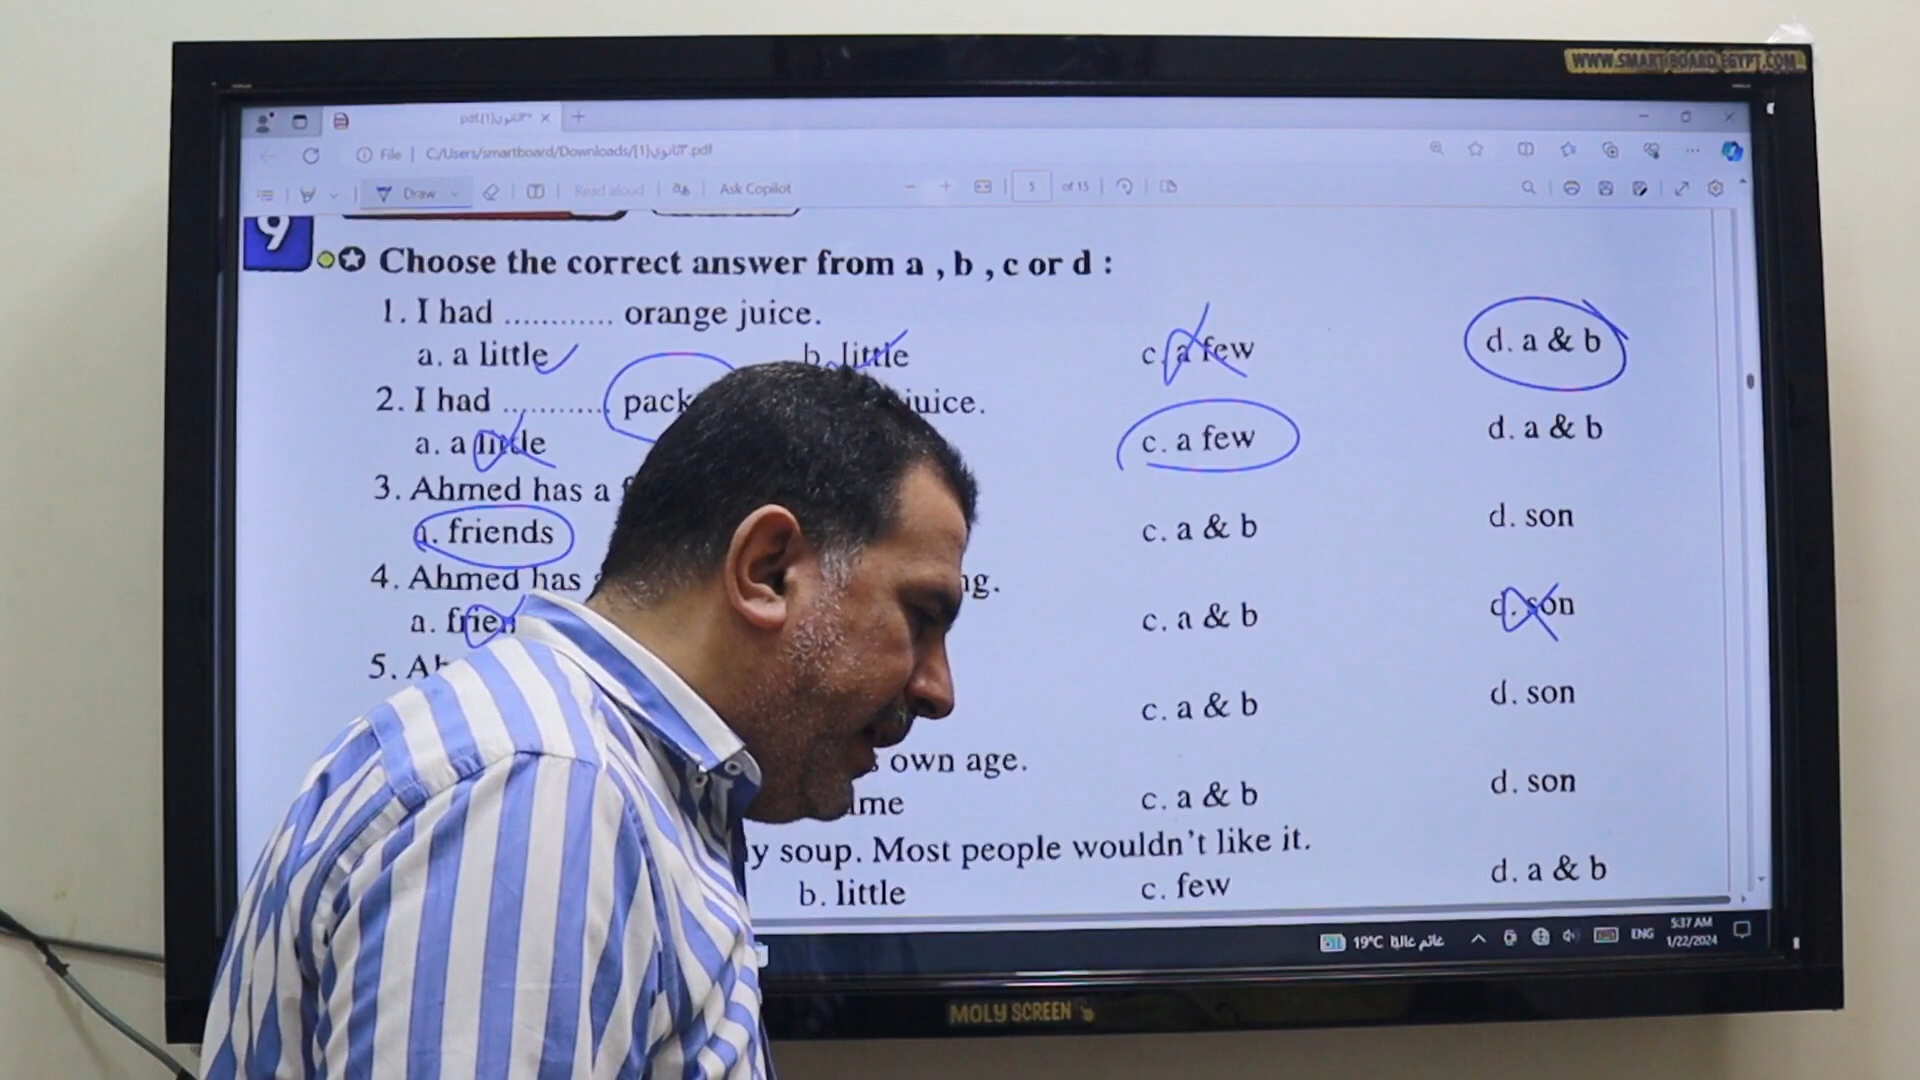 WWW.SMARTBOARD.EGYPT.COM
File | C:/Users/smartboard/Downloads/
Draw Read aloud Ask Copilot 5 of 15
9
Choose the correct answer from a , b , c or d :
1. I had ............ orange juice.
a. a little b. little c. a few d. a & b
2. I had ............ pack juice.
a. a little c. a few d. a & b
3. Ahmed has a
a. friends c. a & b d. son
4. Ahmed has
a. c. a & b d. son
5.
c. a & b d. son
own age.
c. a & b d. son
soup. Most people wouldn't like it.
b. little c. few d. a & b
19°C غائم غالبا ENG 5:37 AM
1/22/2024
MOLY SCREEN